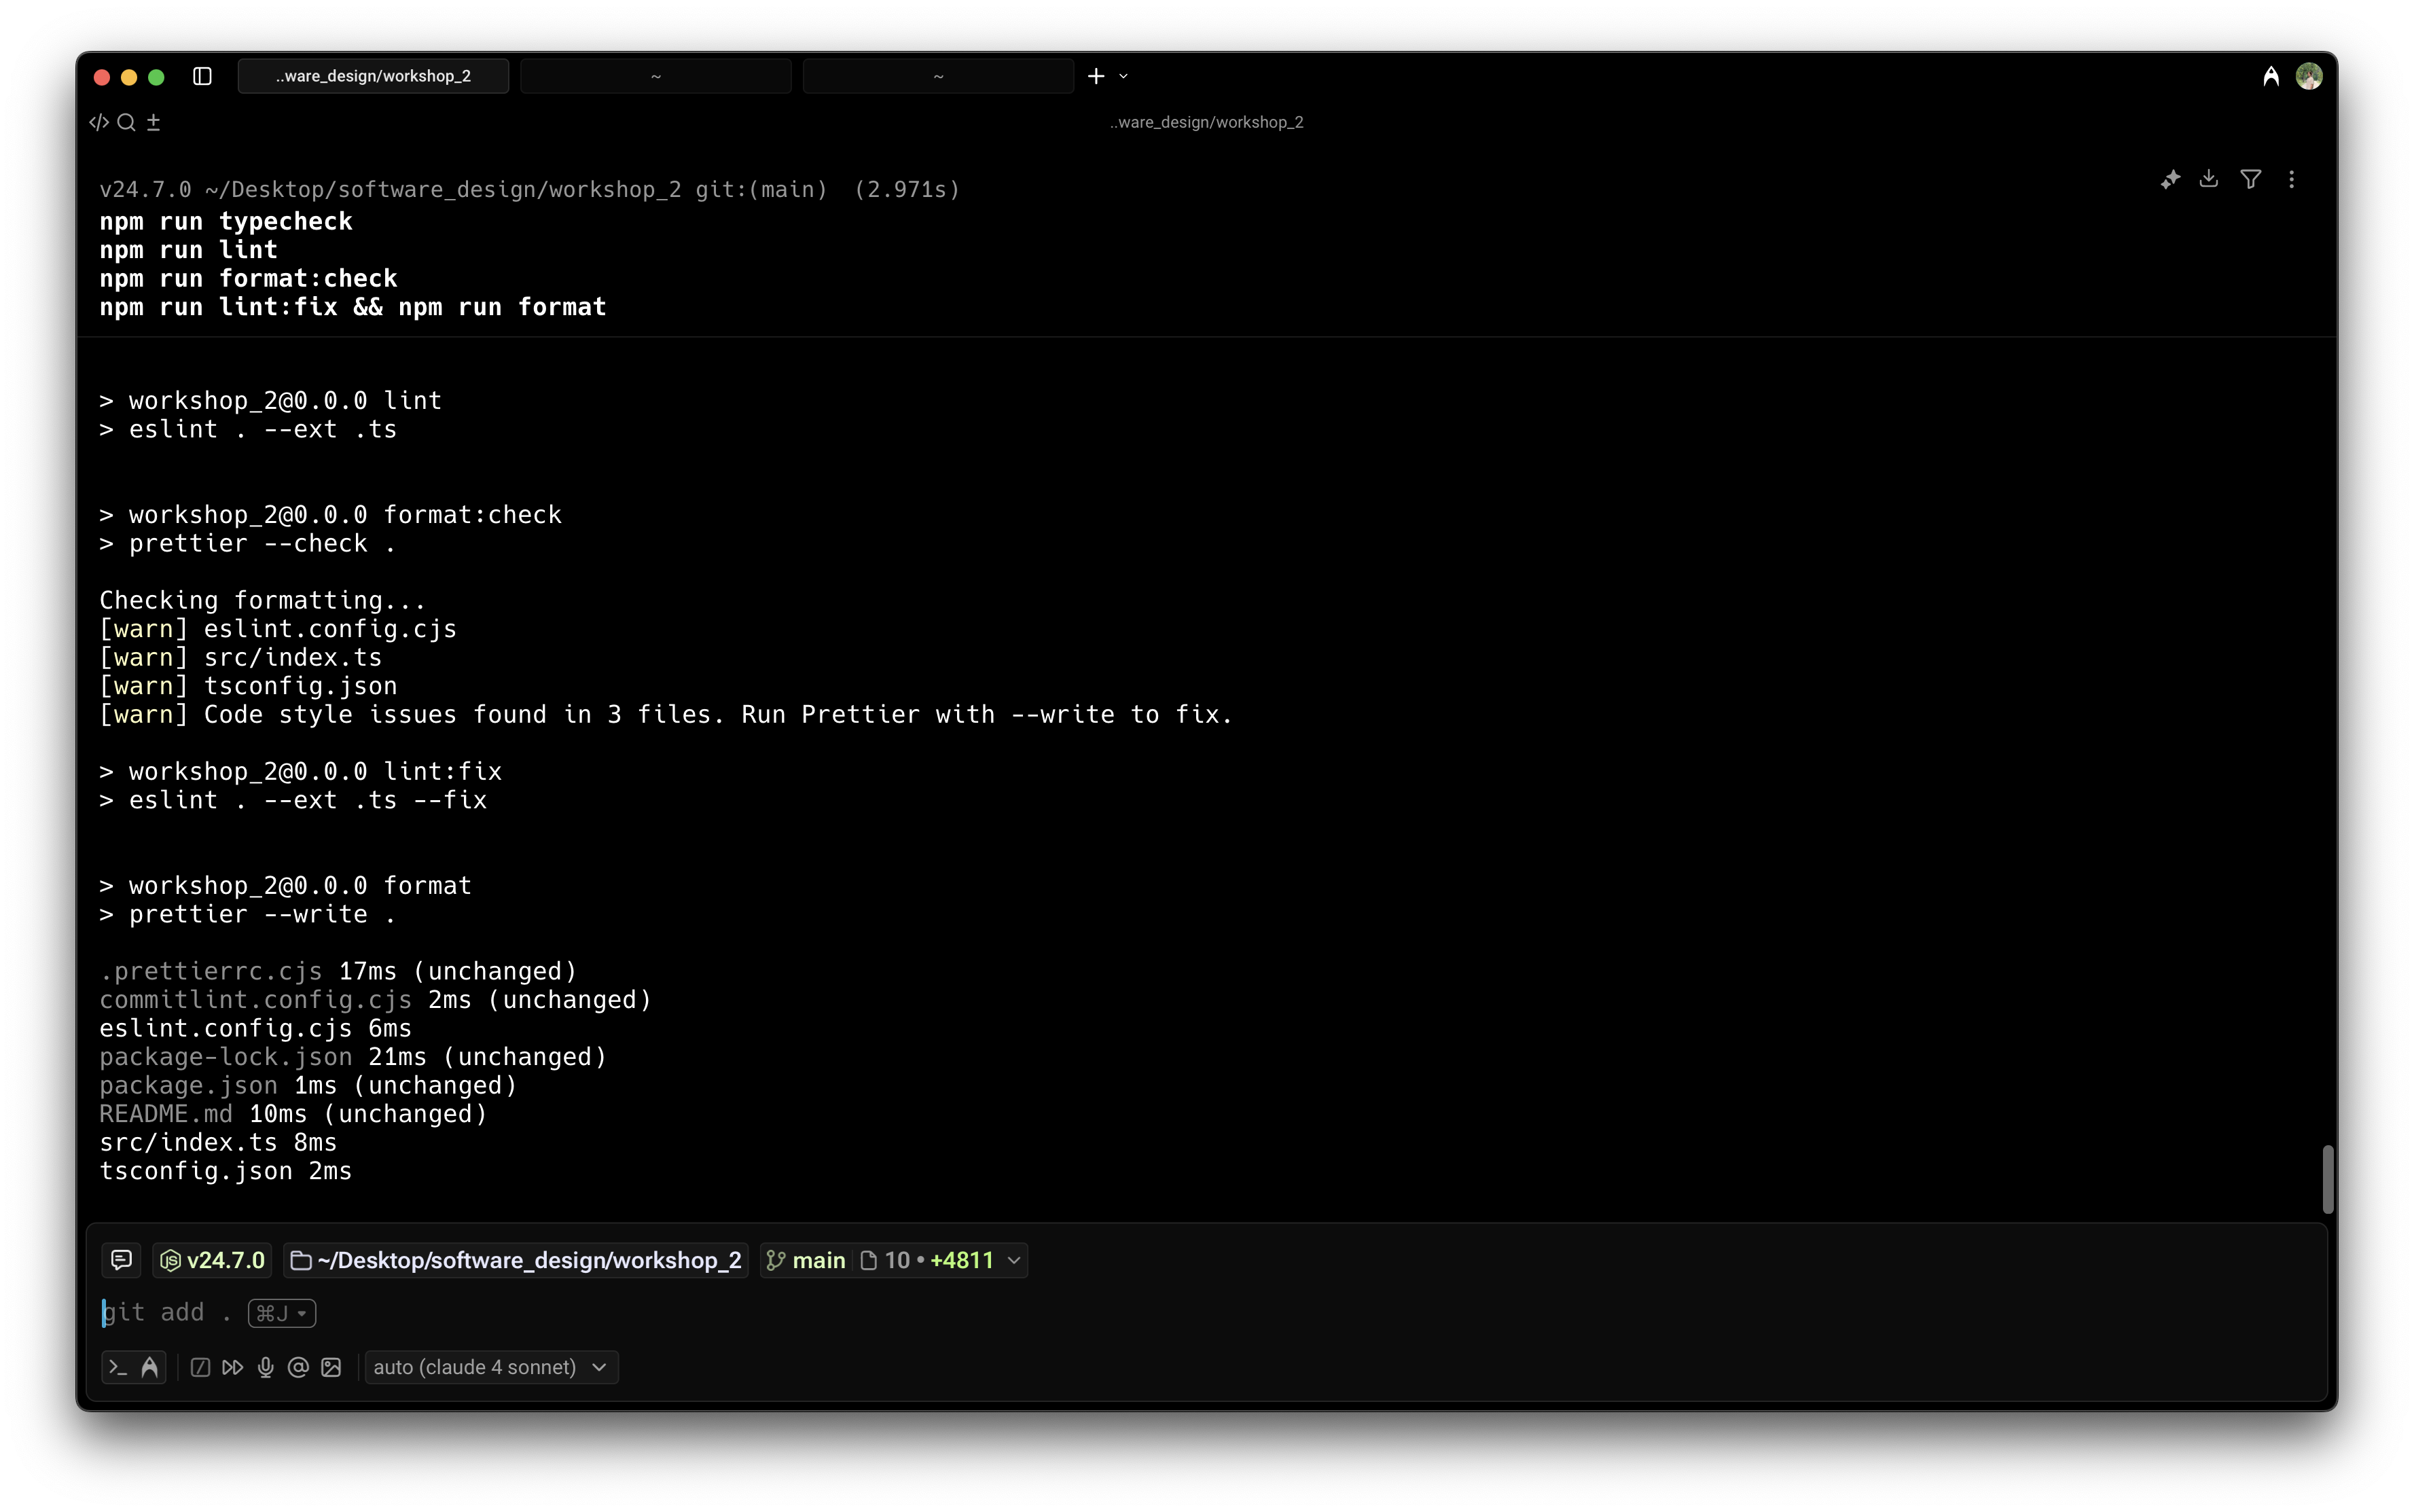 ..ware_design/workshop_2
~
~
..ware_design/workshop_2
v24.7.0 ~/Desktop/software_design/workshop_2 git:(main) (2.971s)
npm run typecheck
npm run lint
npm run format:check
npm run lint:fix && npm run format
> workshop_2@0.0.0 lint
> eslint . --ext .ts
> workshop_2@0.0.0 format:check
> prettier --check .
Checking formatting...
[warn] eslint.config.cjs
[warn] src/index.ts
[warn] tsconfig.json
[warn] Code style issues found in 3 files. Run Prettier with --write to fix.
> workshop_2@0.0.0 lint:fix
> eslint . --ext .ts --fix
> workshop_2@0.0.0 format
> prettier --write .
.prettierrc.cjs 17ms (unchanged)
commitlint.config.cjs 2ms (unchanged)
eslint.config.cjs 6ms
package-lock.json 21ms (unchanged)
package.json 1ms (unchanged)
README.md 10ms (unchanged)
src/index.ts 8ms
tsconfig.json 2ms
v24.7.0 ~/Desktop/software_design/workshop_2 main 10 • +4811
git add . ⌘J
auto (claude 4 sonnet)